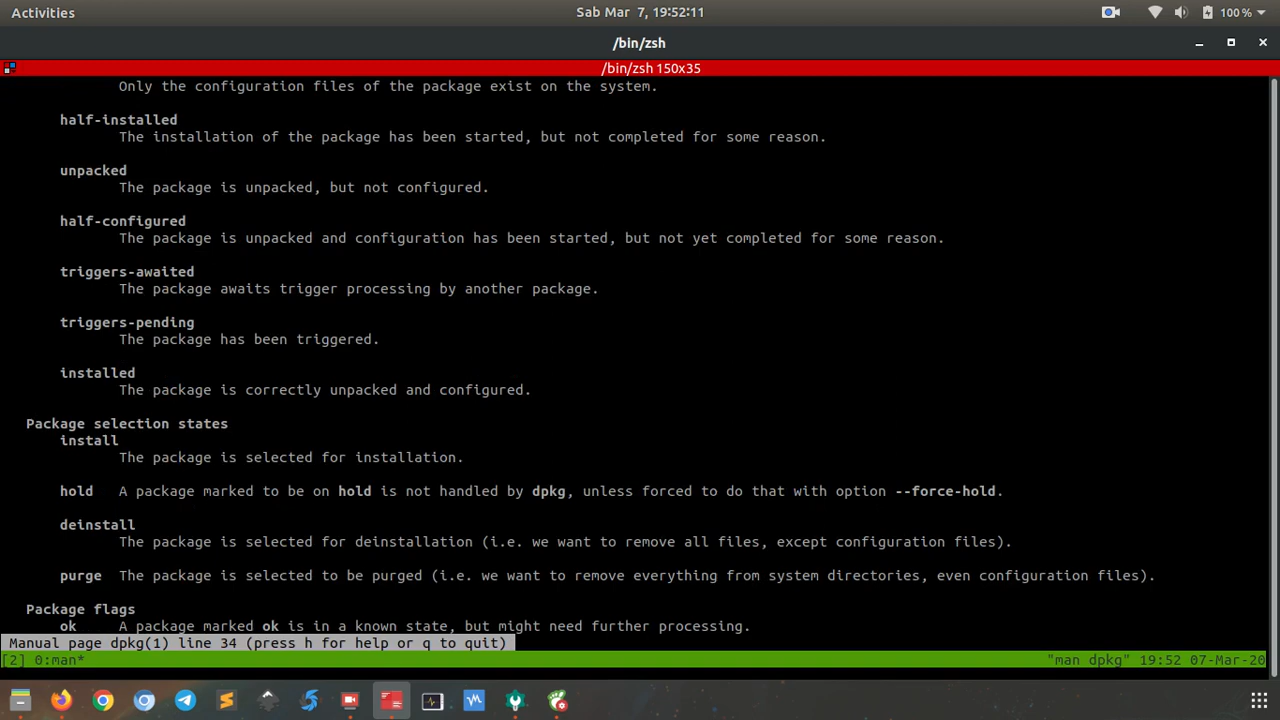 Activities
Sab Mar 7, 19:52:11
100 %
/bin/zsh
/bin/zsh 150x35
Only the configuration files of the package exist on the system.
half-installed
The installation of the package has been started, but not completed for some reason.
unpacked
The package is unpacked, but not configured.
half-configured
The package is unpacked and configuration has been started, but not yet completed for some reason.
triggers-awaited
The package awaits trigger processing by another package.
triggers-pending
The package has been triggered.
installed
The package is correctly unpacked and configured.
Package selection states
install
The package is selected for installation.
hold A package marked to be on hold is not handled by dpkg, unless forced to do that with option --force-hold.
deinstall
The package is selected for deinstallation (i.e. we want to remove all files, except configuration files).
purge The package is selected to be purged (i.e. we want to remove everything from system directories, even configuration files).
Package flags
ok A package marked ok is in a known state, but might need further processing.
Manual page dpkg(1) line 34 (press h for help or q to quit)
[2] 0:man* "man dpkg" 19:52 07-Mar-20